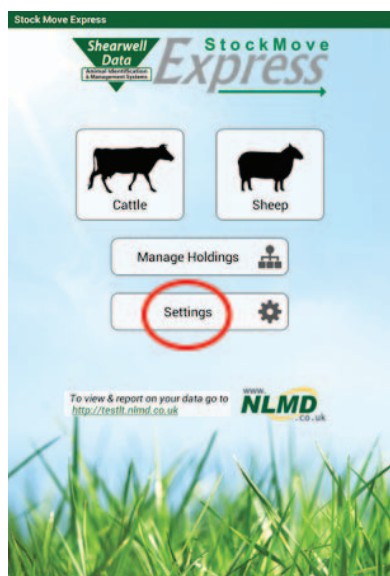 Stock Move Express
Shearwell
Data
Animal Identification
& Management Systems
StockMove
Express
Cattle
Sheep
Manage Holdings
Settings
To view & report on your data go to
http://testlt.nlmd.co.uk
www.
NLMD
.co.uk